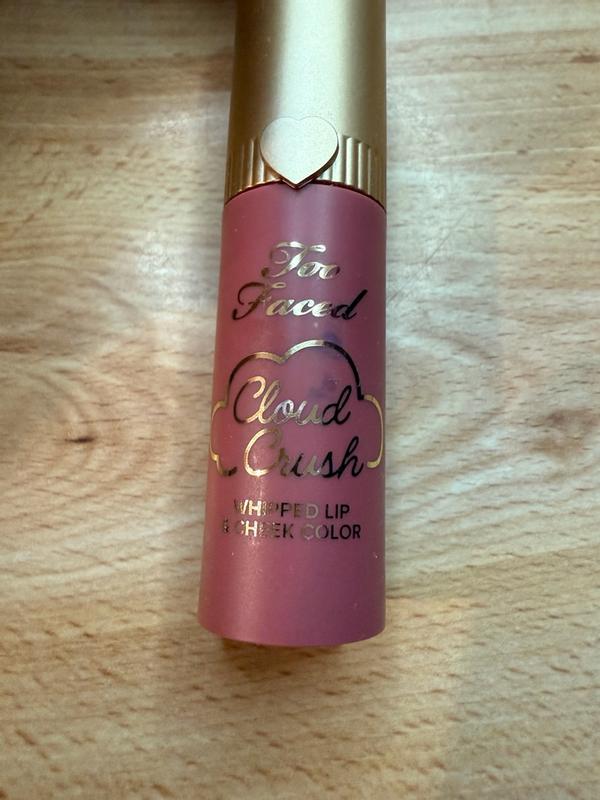 Too
Faced
Cloud
Crush
WHIPPED LIP
& CHEEK COLOR